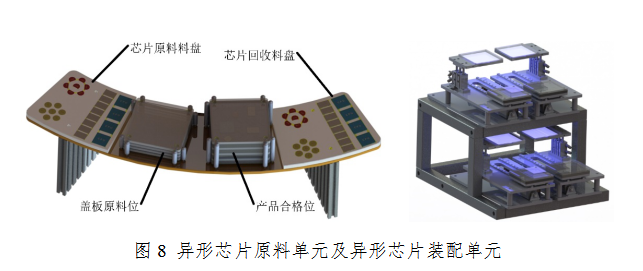 芯片原料料盘
芯片回收料盘
盖板原料位
产品合格位
图 8 异形芯片原料单元及异形芯片装配单元